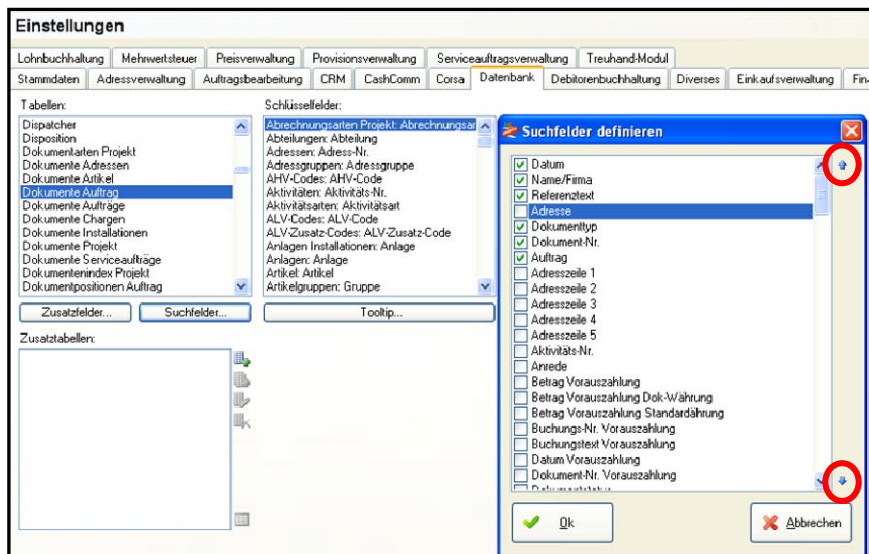 Einstellungen
Lohnbuchhaltung Mehrwertsteuer Preisverwaltung Provisionsverwaltung Serviceauftragsverwaltung Treuhand-Modul
Stammdaten Adressverwaltung Auftragsbearbeitung CRM CashComm Corsa Datenbank Debitorenbuchhaltung Diverses Einkaufsverwaltung Fin
Tabellen:
Dispatcher
Disposition
Dokumentarten Projekt
Dokumente Adressen
Dokumente Artikel
Dokumente Auftrag
Dokumente Aufträge
Dokumente Chargen
Dokumente Installationen
Dokumente Projekt
Dokumente Serviceaufträge
Dokumentenindex Projekt
Dokumentpositionen Auftrag
Zusatzfelder... Suchfelder...
Zusatztabellen:
Schlüsselfelder:
Abrechnungsarten Projekt: Abrechnungsar
Abteilungen: Abteilung
Adressen: Adress-Nr.
Adressgruppen: Adressgruppe
AHV-Codes: AHV-Code
Aktivitäten: Aktivitäts-Nr.
Aktivitätsarten: Aktivitätsart
ALV-Codes: ALV-Code
ALV-Zusatz-Codes: ALV-Zusatz-Code
Anlagen Installationen: Anlage
Anlagen: Anlage
Artikel: Artikel
Artikelgruppen: Gruppe
Tooltip...
Suchfelder definieren
Datum
Name/Firma
Referenztext
Adresse
Dokumenttyp
Dokument-Nr.
Auftrag
Adresszeile 1
Adresszeile 2
Adresszeile 3
Adresszeile 4
Adresszeile 5
Aktivitäts-Nr.
Anrede
Betrag Vorauszahlung
Betrag Vorauszahlung Dok-Währung
Betrag Vorauszahlung Standardährung
Buchungs-Nr. Vorauszahlung
Buchungstext Vorauszahlung
Datum Vorauszahlung
Dokument-Nr. Vorauszahlung
Ok Abbrechen